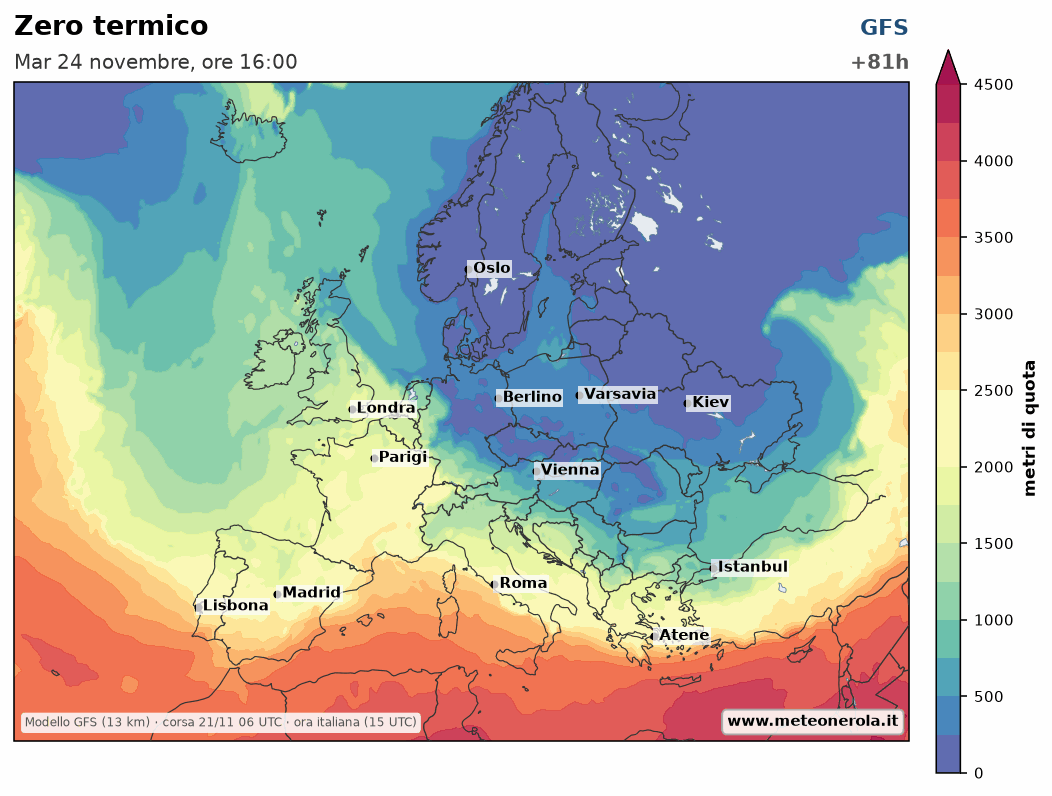 Zero termico
GFS
Mar 24 novembre, ore 16:00
+81h
4500
4000
3500
3000
2500
2000
1500
1000
500
0
metri di quota
Oslo
Berlino
Varsavia
Kiev
Londra
Parigi
Vienna
Istanbul
Roma
Madrid
Lisbona
Atene
Modello GFS (13 km) · corsa 21/11 06 UTC · ora italiana (15 UTC)
www.meteonerola.it